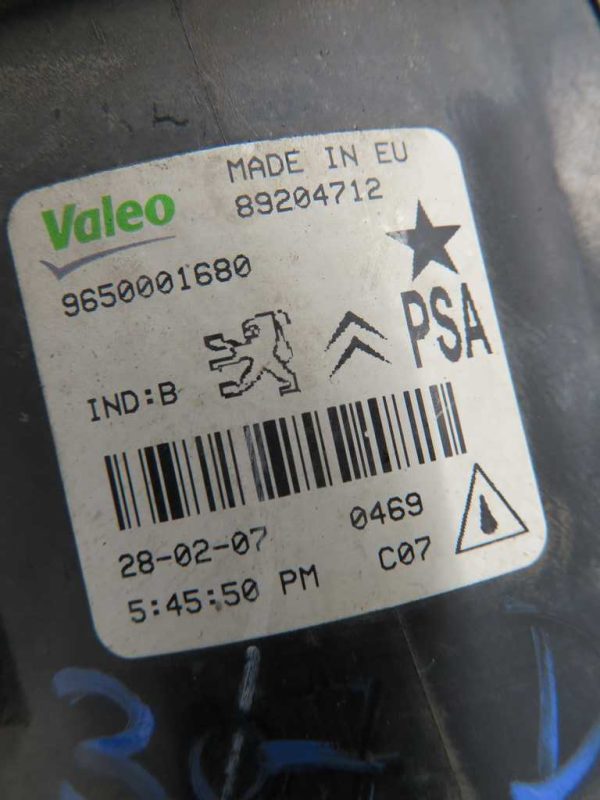 MADE IN EU
Valeo
89204712
9650001680
PSA
IND:B
28-02-07
0469
5:45:50 PM
C07